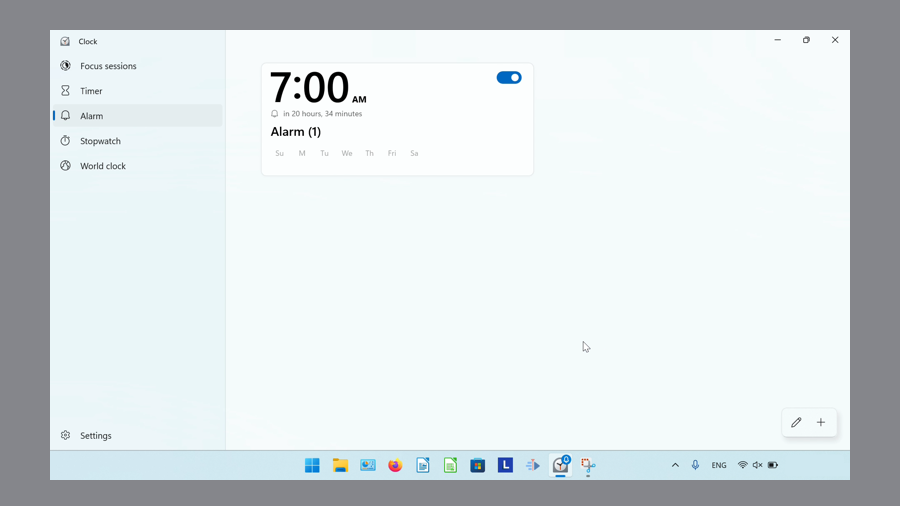 Clock
Focus sessions
Timer
Alarm
Stopwatch
World clock
Settings
7:00 AM
in 20 hours, 34 minutes
Alarm (1)
Su M Tu We Th Fri Sa
L
ENG